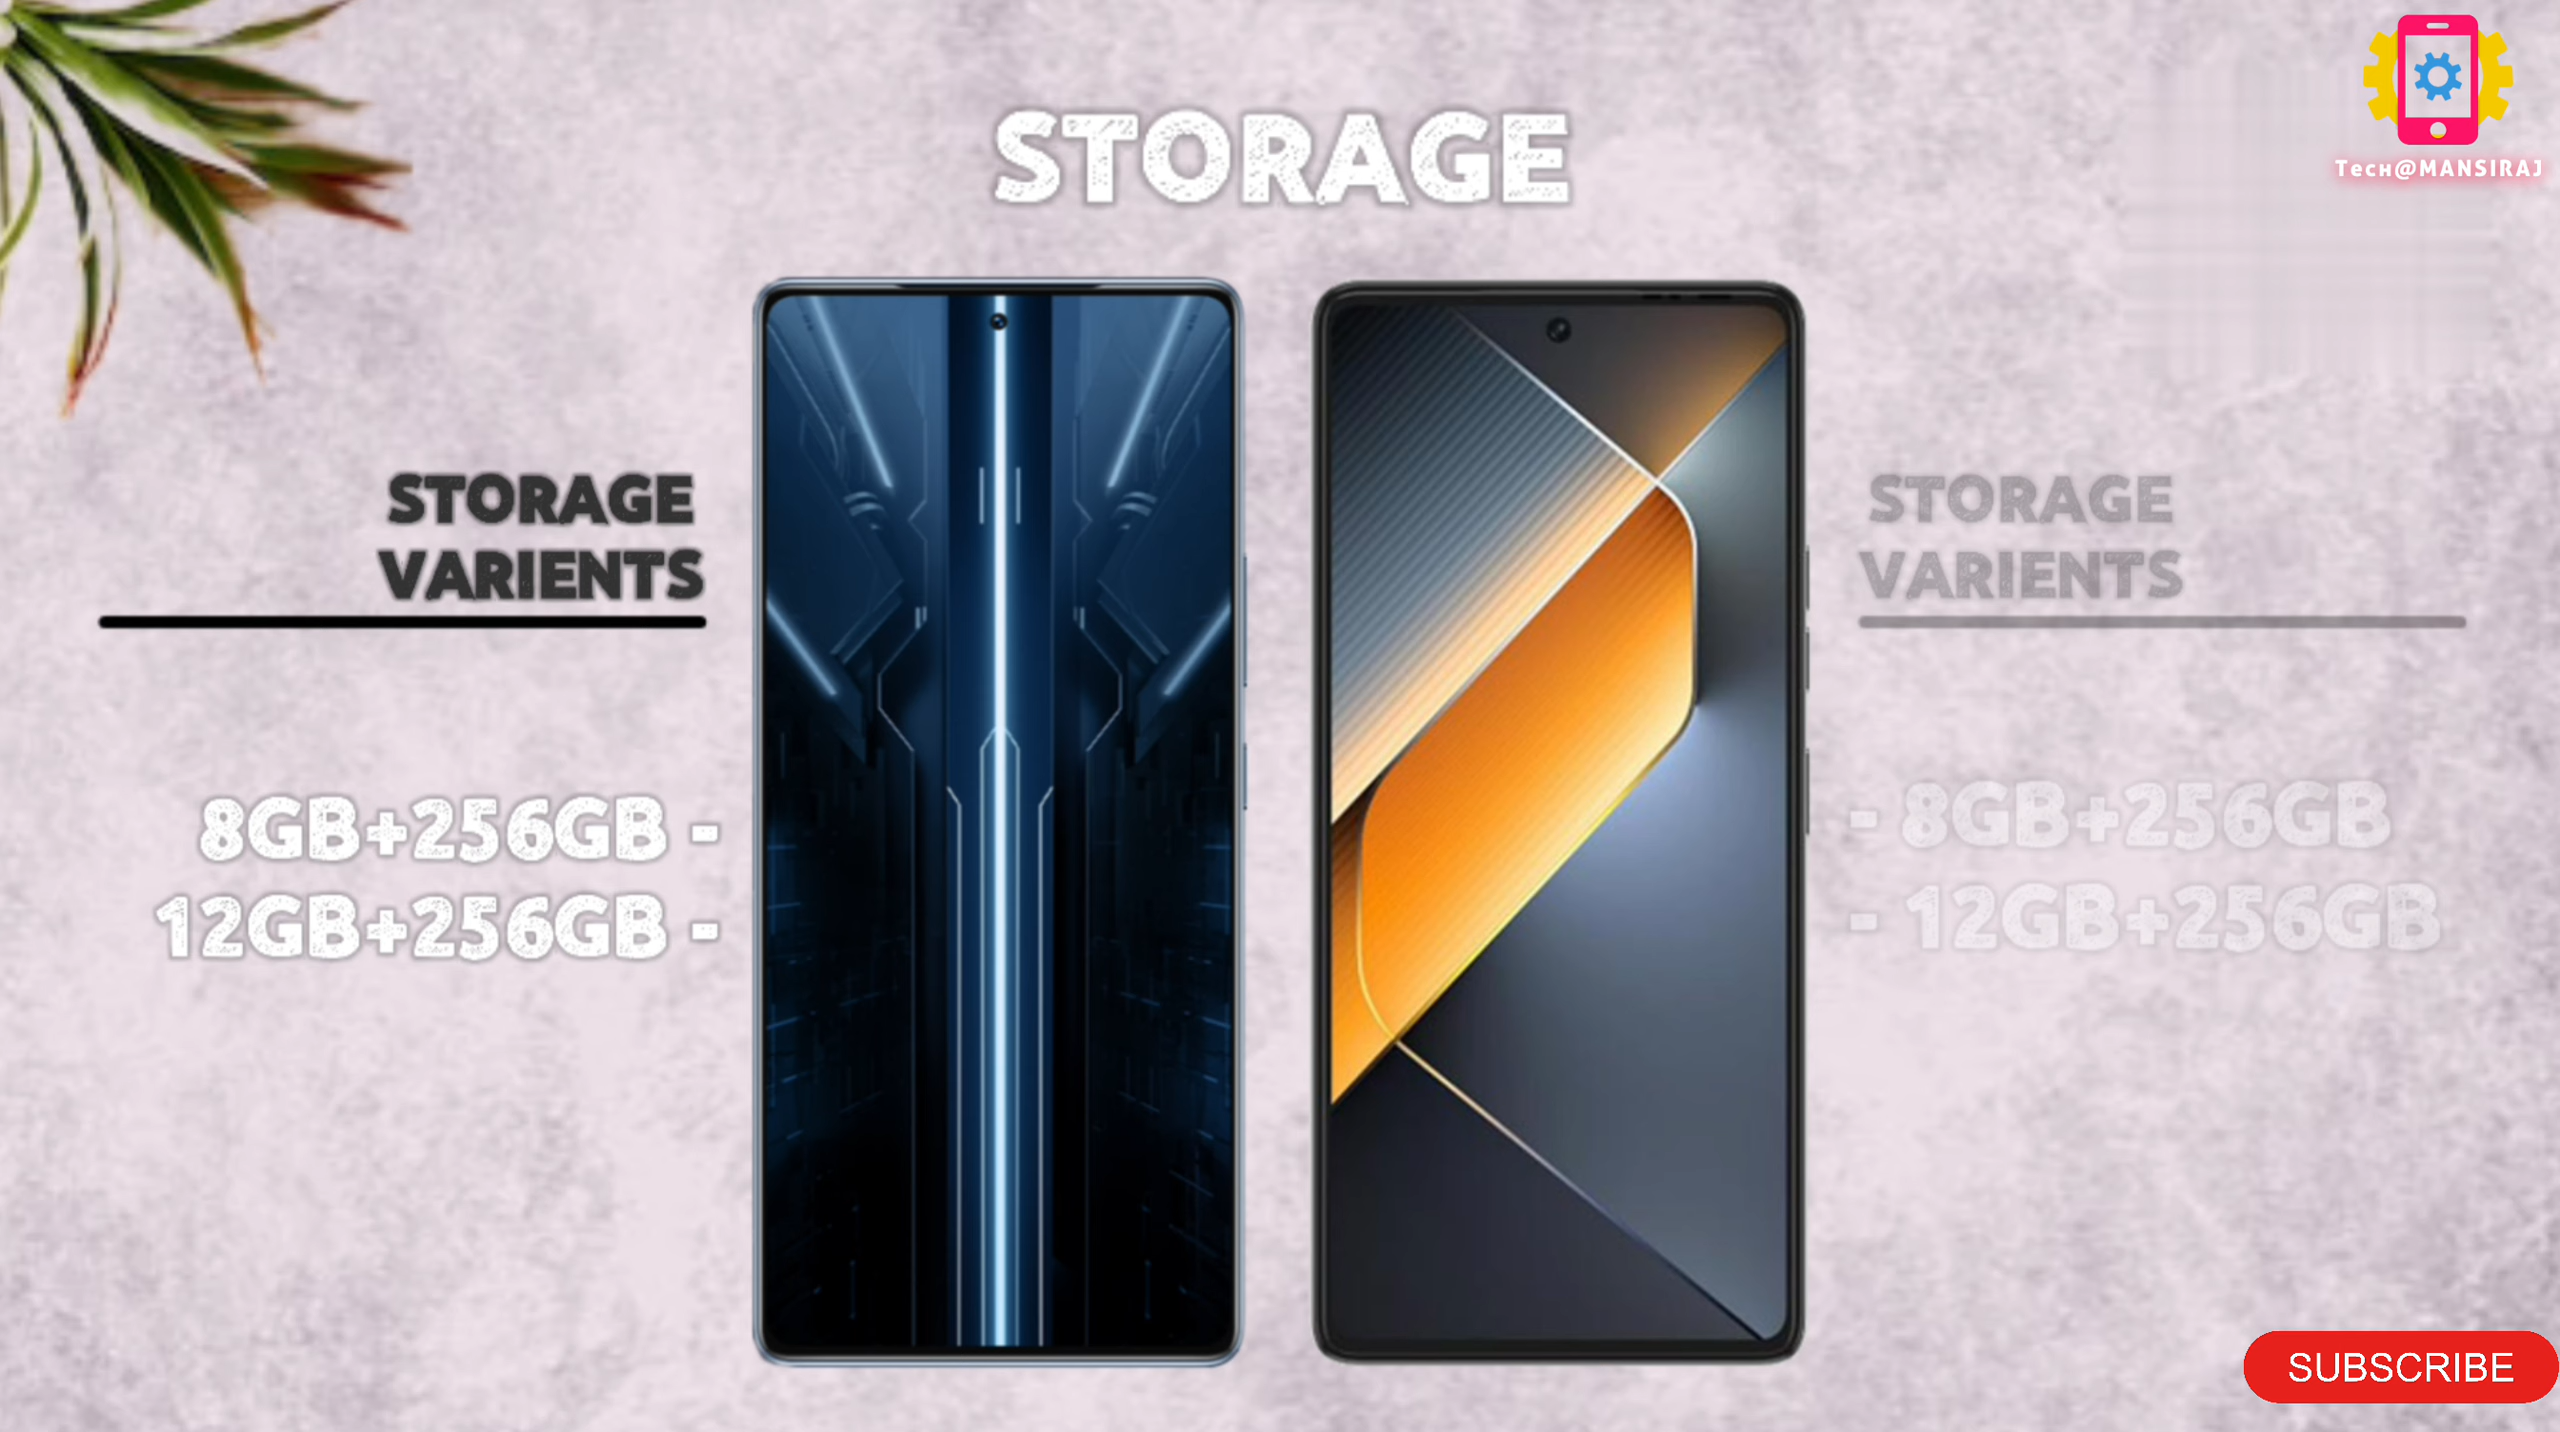 Tech@MANSIRAJ
STORAGE
STORAGE
VARIENTS
8GB+256GB -
12GB+256GB -
STORAGE
VARIENTS
- 8GB+256GB
- 12GB+256GB
SUBSCRIBE